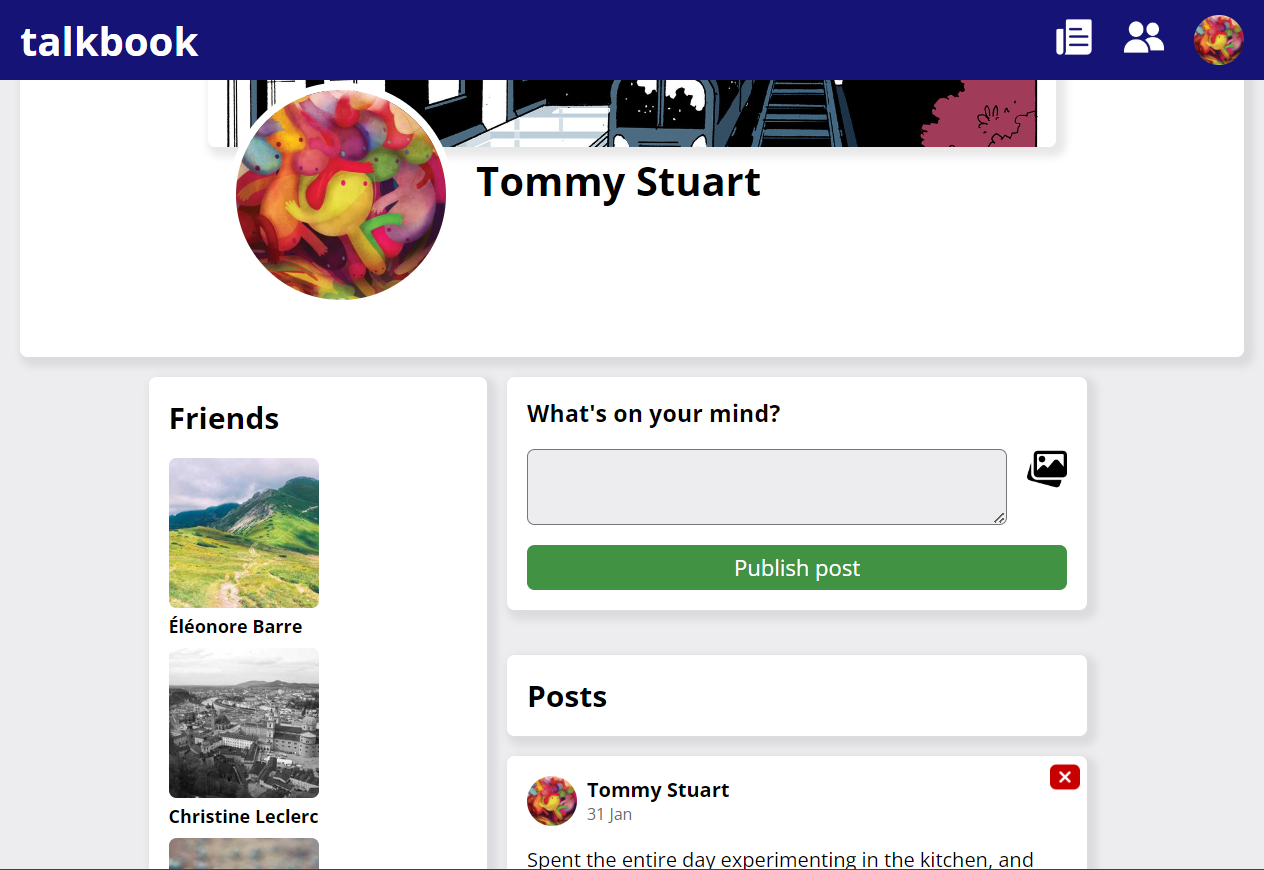 talkbook
Tommy Stuart
Friends
Éléonore Barre
Christine Leclerc
What's on your mind?
Publish post
Posts
Tommy Stuart
31 Jan
Spent the entire day experimenting in the kitchen, and